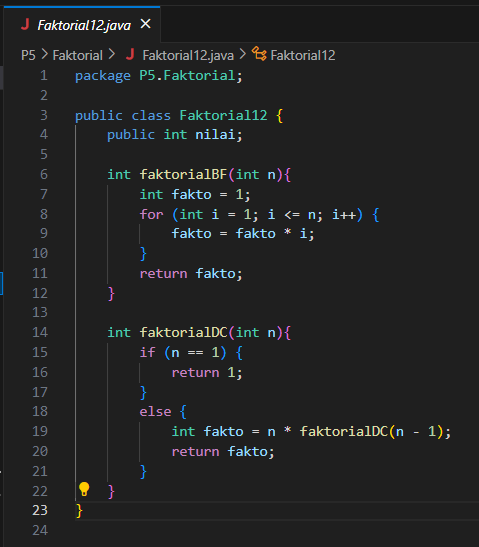 J Faktorial12.java ×
P5 > Faktorial > J Faktorial12.java > Faktorial12
1 package P5.Faktorial;
2
3 public class Faktorial12 {
4     public int nilai;
5
6     int faktorialBF(int n){
7         int fakto = 1;
8         for (int i = 1; i <= n; i++) {
9             fakto = fakto * i;
10         }
11         return fakto;
12     }
13
14     int faktorialDC(int n){
15         if (n == 1) {
16             return 1;
17         }
18         else {
19             int fakto = n * faktorialDC(n - 1);
20             return fakto;
21         }
22     }
23 }
24